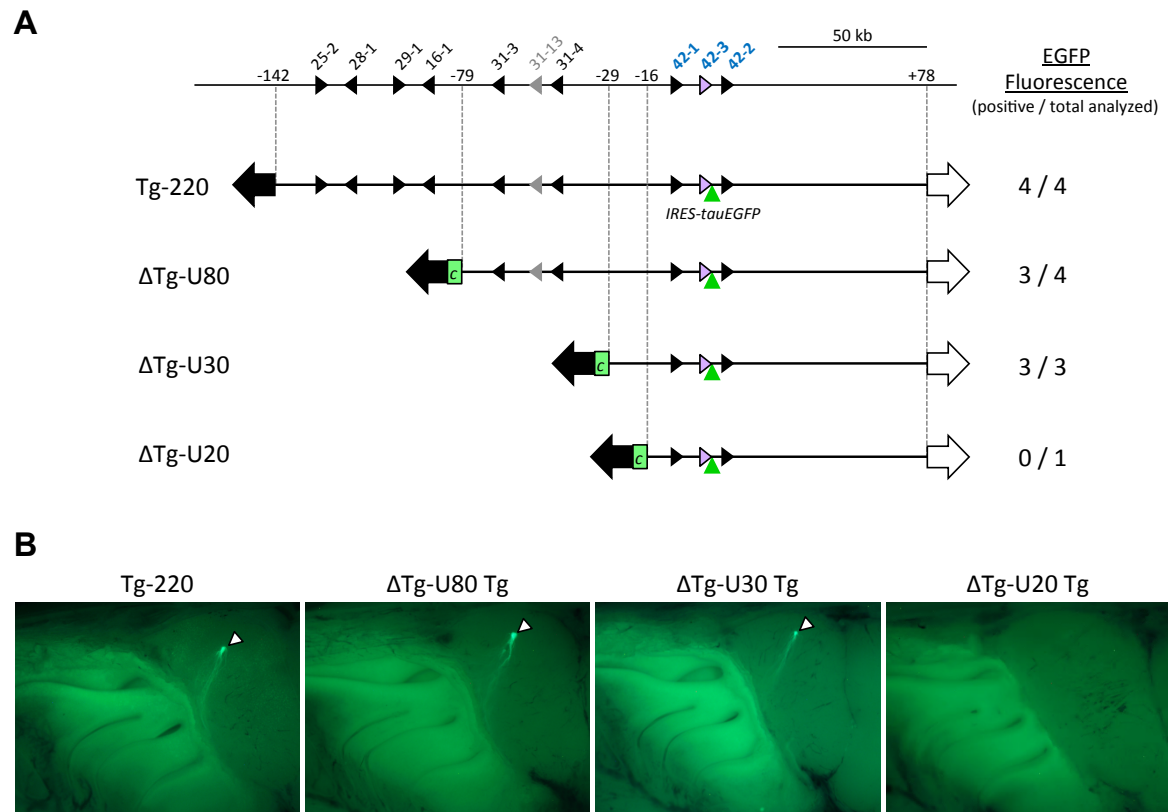 A
50 kb
EGFP
Fluorescence
(positive / total analyzed)
25-2 28-1 29-1 16-1 31-3 31-13 31-4 42-1 42-3 42-2
-142 -79 -29 -16 +78
Tg-220 4 / 4
IRES-tauEGFP
ΔTg-U80 c 3 / 4
ΔTg-U30 c 3 / 3
ΔTg-U20 c 0 / 1
B
Tg-220 ΔTg-U80 Tg ΔTg-U30 Tg ΔTg-U20 Tg